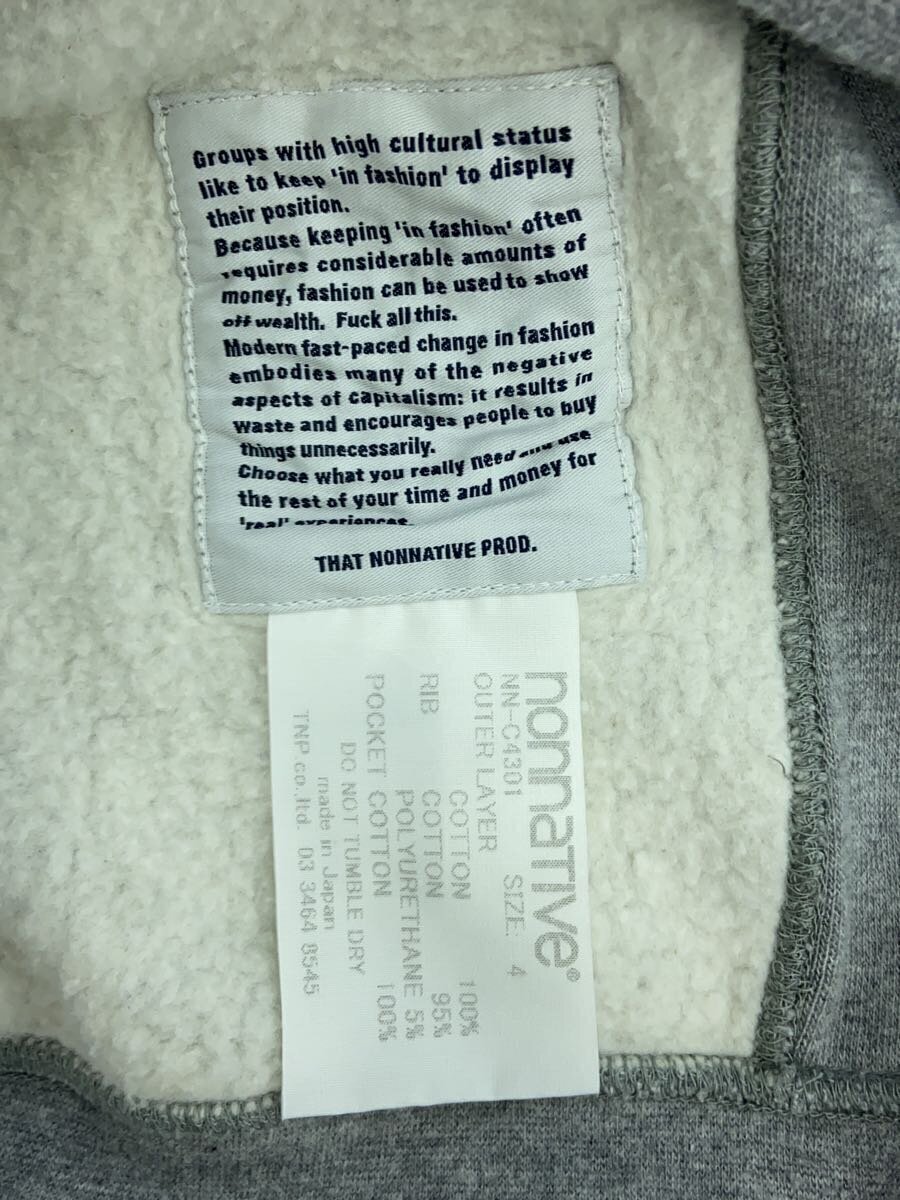 Groups with high cultural status
like to keep 'in fashion' to display
their position.
Because keeping 'in fashion' often
requires considerable amounts of
money, fashion can be used to show
off wealth. Fuck all this.
Modern fast-paced change in fashion
embodies many of the negative
aspects of capitalism: it results in
waste and encourages people to buy
things unnecessarily.
Choose what you really need and use
the rest of your time and money for
'real' experiences.
THAT NONNATIVE PROD.
nonnative®
NN-C4301 SIZE: 4
OUTER LAYER
COTTON 100%
RIB COTTON 95%
POLYURETHANE 5%
POCKET COTTON 100%
DO NOT TUMBLE DRY
made in Japan
TNP co.,ltd. 03 3464 8545